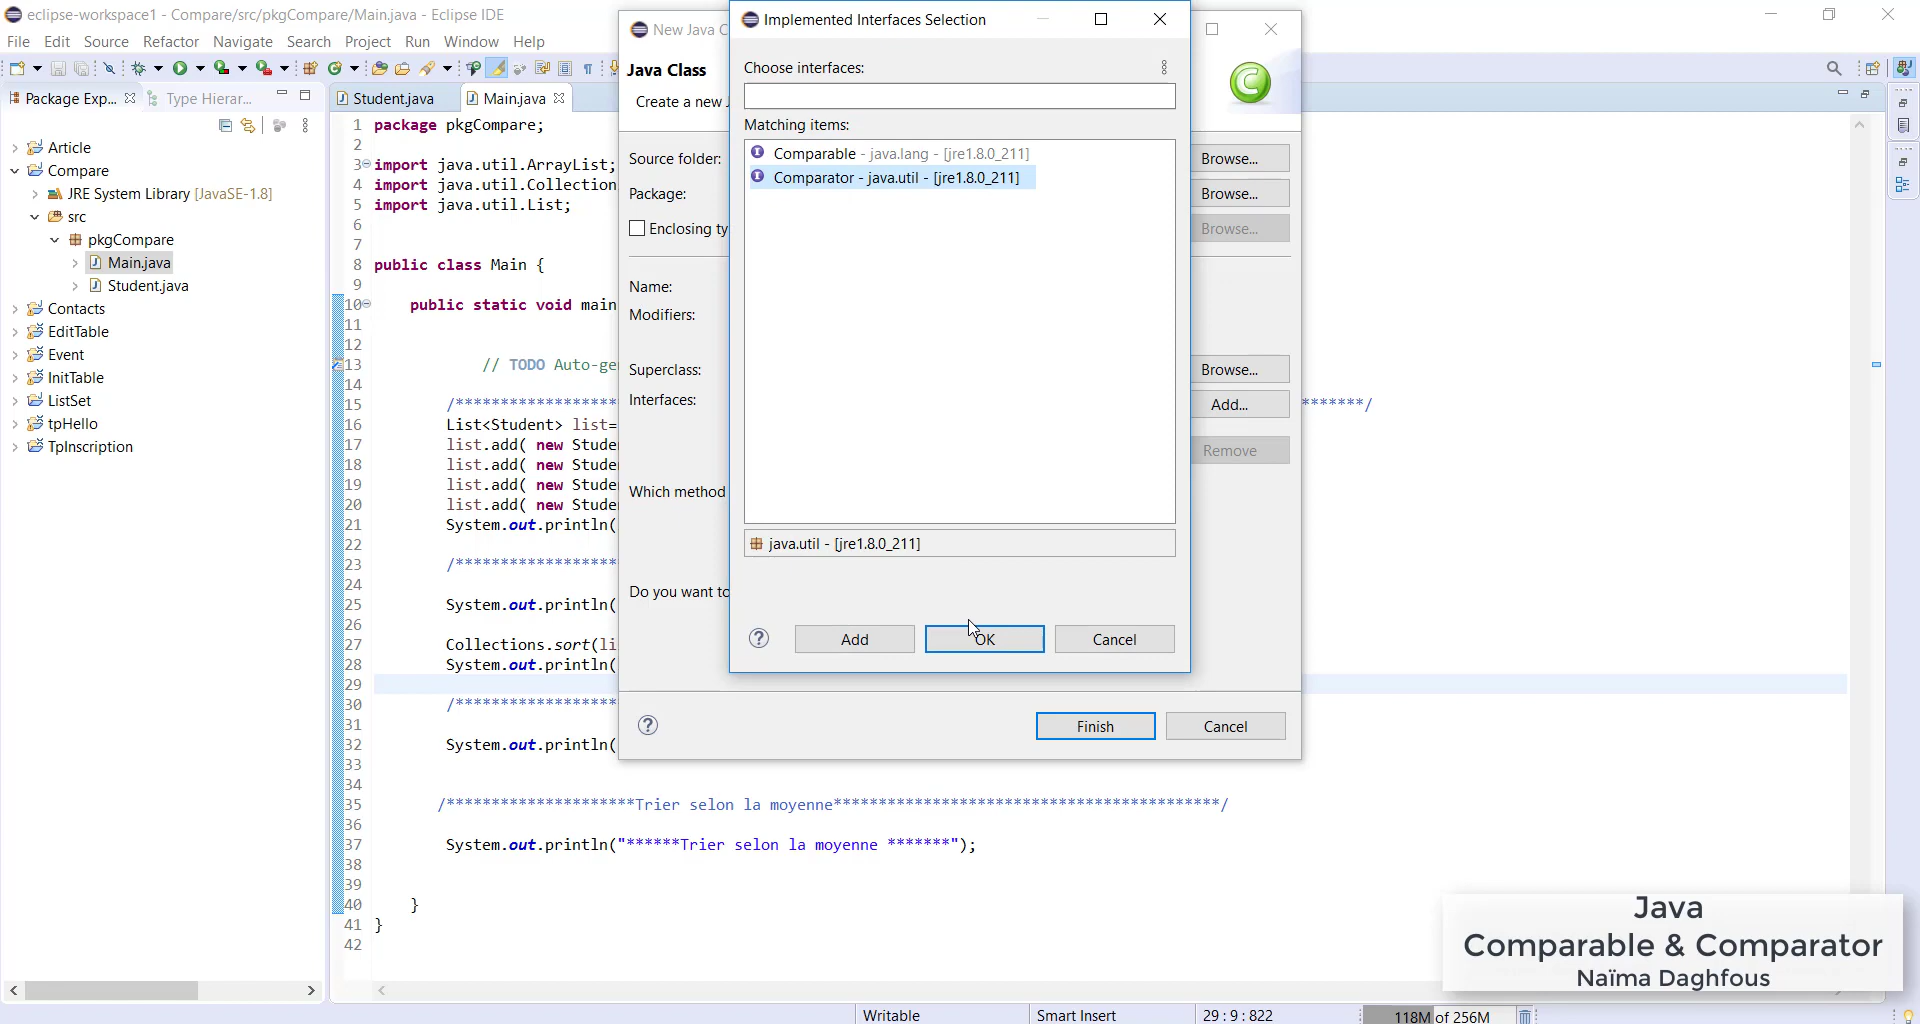 eclipse-workspace1 - Compare/src/pkgCompare/Main.java - Eclipse IDE
File Edit Source Refactor Navigate Search Project Run Window Help
Package Exp... Type Hierar...
Article
Compare
JRE System Library [JavaSE-1.8]
src
pkgCompare
Main.java
Student.java
Contacts
EditTable
Event
InitTable
ListSet
tpHello
TpInscription
Student.java Main.java
1 package pkgCompare;
2
3 import java.util.ArrayList;
4 import java.util.Collection
5 import java.util.List;
6
7
8 public class Main {
9
10 public static void main
11
12
13 // TODO Auto-ge
14
15 /****************** *******/
16 List<Student> list=
17 list.add( new Stude
18 list.add( new Stude
19 list.add( new Stude
20 list.add( new Stude
21 System.out.println(
22
23 /******************
24
25 System.out.println(
26
27 Collections.sort(li
28 System.out.println(
29
30 /******************
31
32 System.out.println(
33
34
35 /*********************Trier selon la moyenne*******************************************/
36
37 System.out.println("******Trier selon la moyenne *******");
38
39
40 }
41 }
42
New Java C
Java Class
Create a new J
Source folder: Browse...
Package: Browse...
Enclosing ty Browse...
Name:
Modifiers:
Superclass: Browse...
Interfaces: Add...
Remove
Which method
Do you want to
Finish Cancel
Implemented Interfaces Selection
Choose interfaces:
Matching items:
Comparable - java.lang - [jre1.8.0_211]
Comparator - java.util - [jre1.8.0_211]
java.util - [jre1.8.0_211]
Add OK Cancel
Java
Comparable & Comparator
Naïma Daghfous
Writable Smart Insert 29 : 9 : 822 118M of 256M